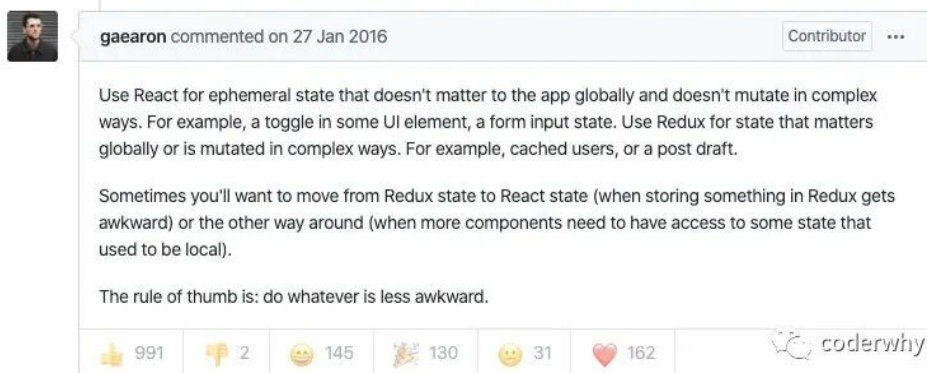 gaearon commented on 27 Jan 2016 Contributor ...
Use React for ephemeral state that doesn't matter to the app globally and doesn't mutate in complex
ways. For example, a toggle in some UI element, a form input state. Use Redux for state that matters
globally or is mutated in complex ways. For example, cached users, or a post draft.
Sometimes you'll want to move from Redux state to React state (when storing something in Redux gets
awkward) or the other way around (when more components need to have access to some state that
used to be local).
The rule of thumb is: do whatever is less awkward.
991 2 145 130 31 162
coderwhy